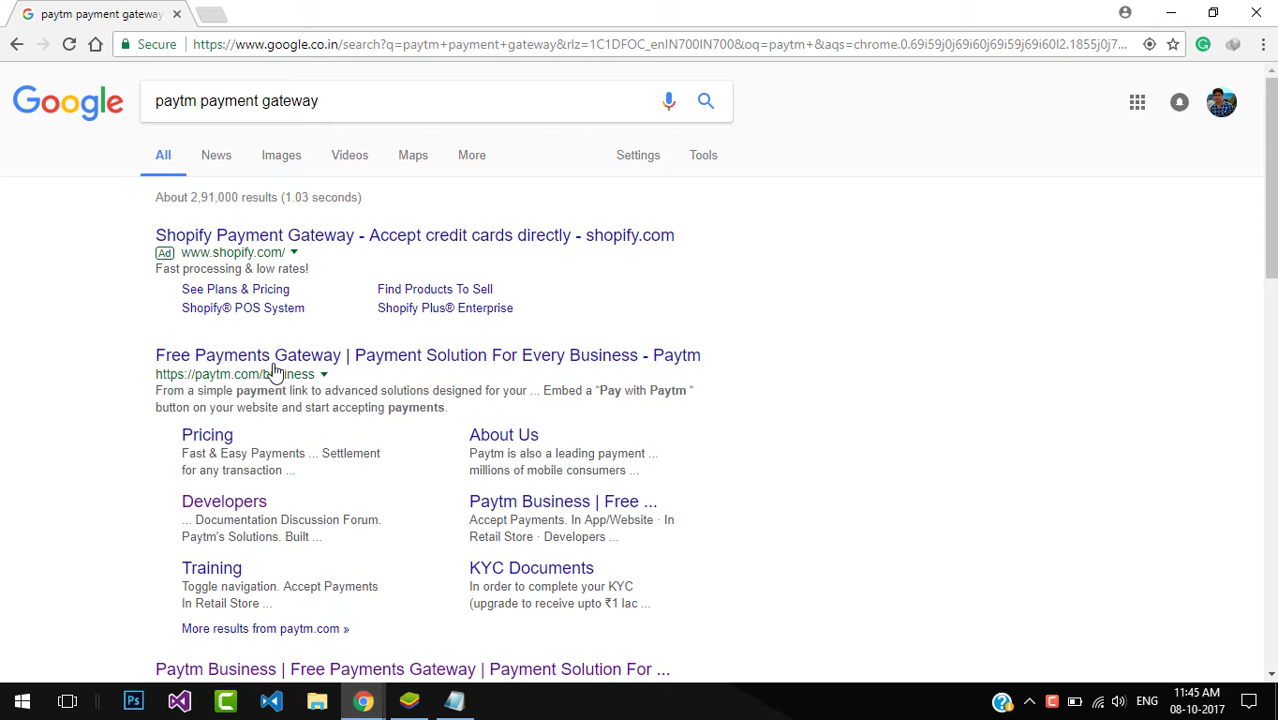 paytm payment gateway
Secure https://www.google.co.in/search?q=paytm+payment+gateway&rlz=1C1DFOC_enIN700IN700&oq=paytm+&aqs=chrome.0.69i59j0j69i60j69i59j69i60l2.1855j0j7...
Google
paytm payment gateway
All News Images Videos Maps More Settings Tools
About 2,91,000 results (1.03 seconds)
Shopify Payment Gateway - Accept credit cards directly - shopify.com
Ad www.shopify.com/
Fast processing & low rates!
See Plans & Pricing Find Products To Sell
Shopify® POS System Shopify Plus® Enterprise
Free Payments Gateway | Payment Solution For Every Business - Paytm
https://paytm.com/business
From a simple payment link to advanced solutions designed for your ... Embed a “Pay with Paytm “
button on your website and start accepting payments.
Pricing
Fast & Easy Payments ... Settlement
for any transaction ...
About Us
Paytm is also a leading payment ...
millions of mobile consumers ...
Developers
... Documentation Discussion Forum.
Paytm's Solutions. Built ...
Paytm Business | Free ...
Accept Payments. In App/Website · In
Retail Store · Developers ...
Training
Toggle navigation. Accept Payments
In Retail Store ...
KYC Documents
In order to complete your KYC
(upgrade to receive upto ₹1 lac ...
More results from paytm.com »
Paytm Business | Free Payments Gateway | Payment Solution For ...
Ps
ENG
11:45 AM
08-10-2017